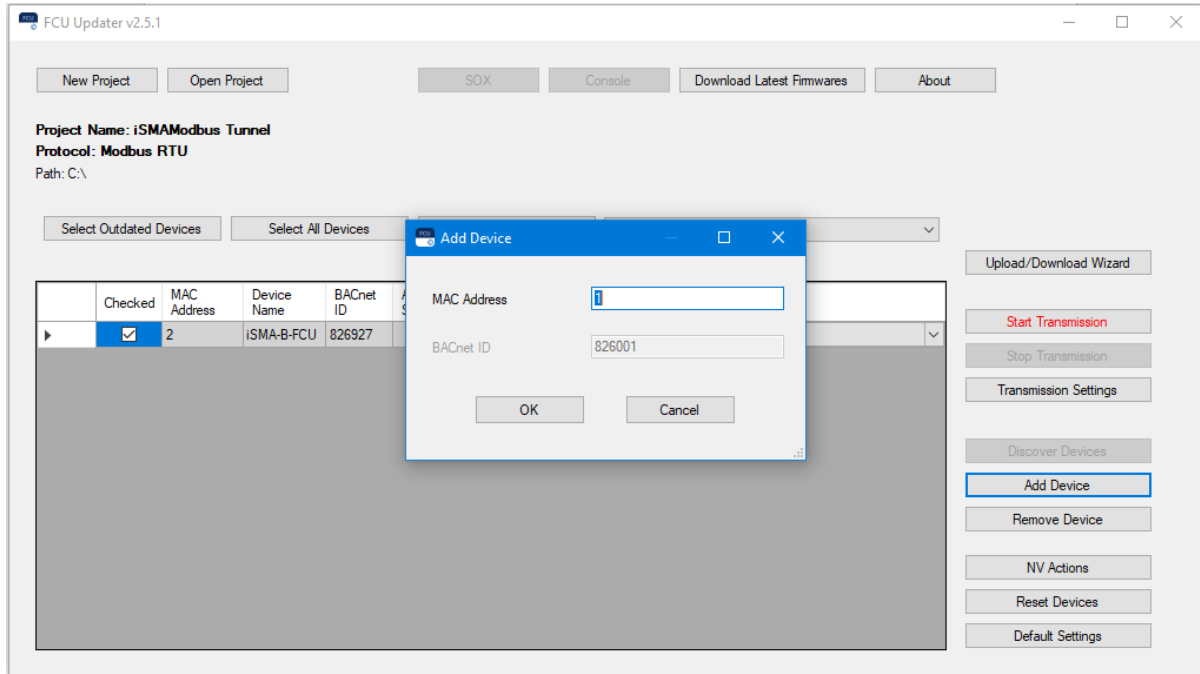 FCU Updater v2.5.1
New Project Open Project SOX Console Download Latest Firmwares About
Project Name: iSMAModbus Tunnel
Protocol: Modbus RTU
Path: C:\
Select Outdated Devices Select All Devices
Add Device
Upload/Download Wizard
Checked MAC Address Device Name BACnet ID
2 iSMA-B-FCU 826927
MAC Address 1
BACnet ID 826001
OK Cancel
Start Transmission
Stop Transmission
Transmission Settings
Discover Devices
Add Device
Remove Device
NV Actions
Reset Devices
Default Settings